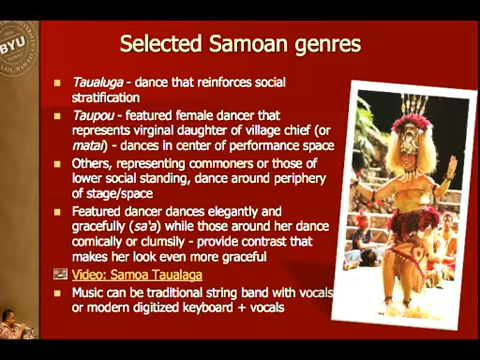 BYU
Selected Samoan genres
Taualuga - dance that reinforces social
stratification
Taupou - featured female dancer that
represents virginal daughter of village chief (or
matai) - dances in center of performance space
Others, representing commoners or those of
lower social standing, dance around periphery
of stage/space
Featured dancer dances elegantly and
gracefully (sa'a) while those around her dance
comically or clumsily - provide contrast that
makes her look even more graceful
Video: Samoa Taualaga
Music can be traditional string band with vocals
or modern digitized keyboard + vocals